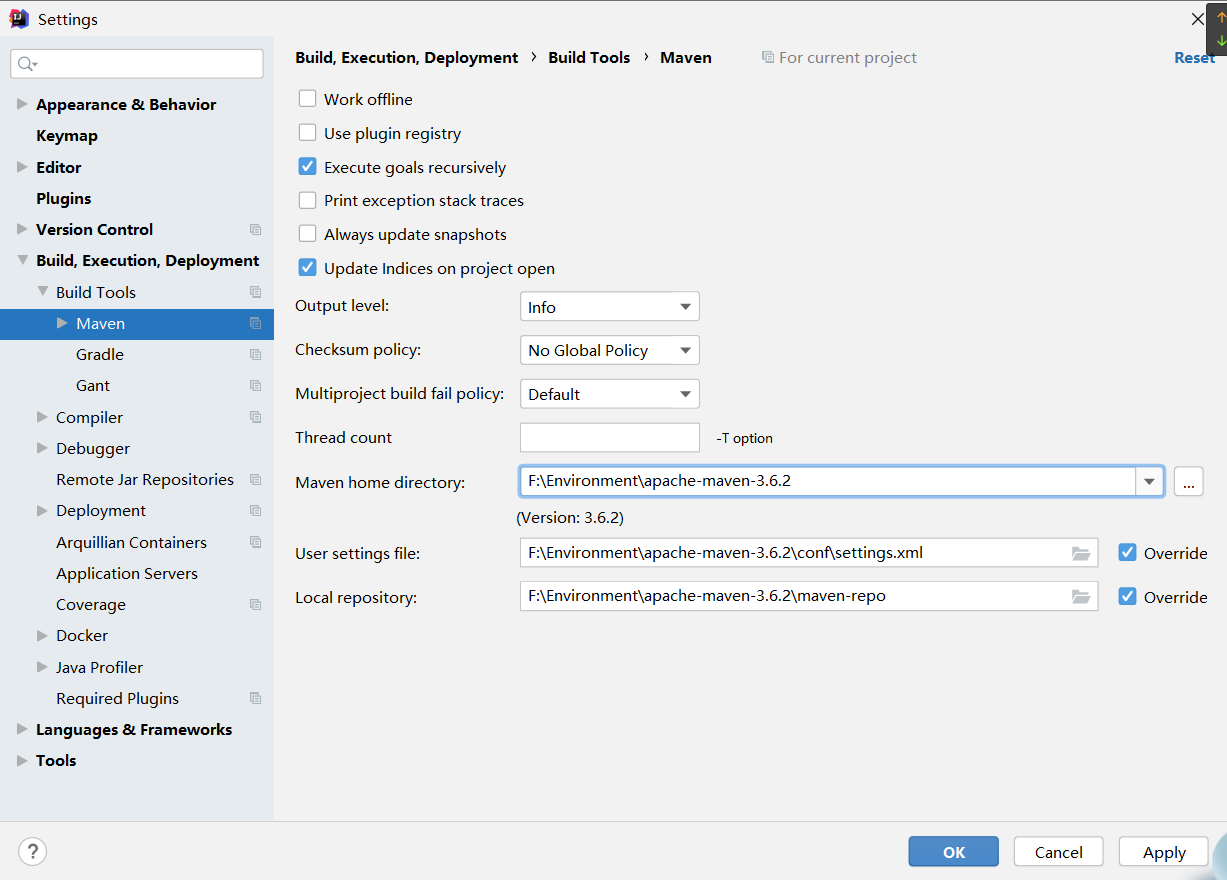 Settings
Build, Execution, Deployment › Build Tools › Maven For current project Reset
Appearance & Behavior
Keymap
Editor
Plugins
Version Control
Build, Execution, Deployment
Build Tools
Maven
Gradle
Gant
Compiler
Debugger
Remote Jar Repositories
Deployment
Arquillian Containers
Application Servers
Coverage
Docker
Java Profiler
Required Plugins
Languages & Frameworks
Tools
Work offline
Use plugin registry
Execute goals recursively
Print exception stack traces
Always update snapshots
Update Indices on project open
Output level: Info
Checksum policy: No Global Policy
Multiproject build fail policy: Default
Thread count -T option
Maven home directory: F:\Environment\apache-maven-3.6.2 ...
(Version: 3.6.2)
User settings file: F:\Environment\apache-maven-3.6.2\conf\settings.xml Override
Local repository: F:\Environment\apache-maven-3.6.2\maven-repo Override
? OK Cancel Apply